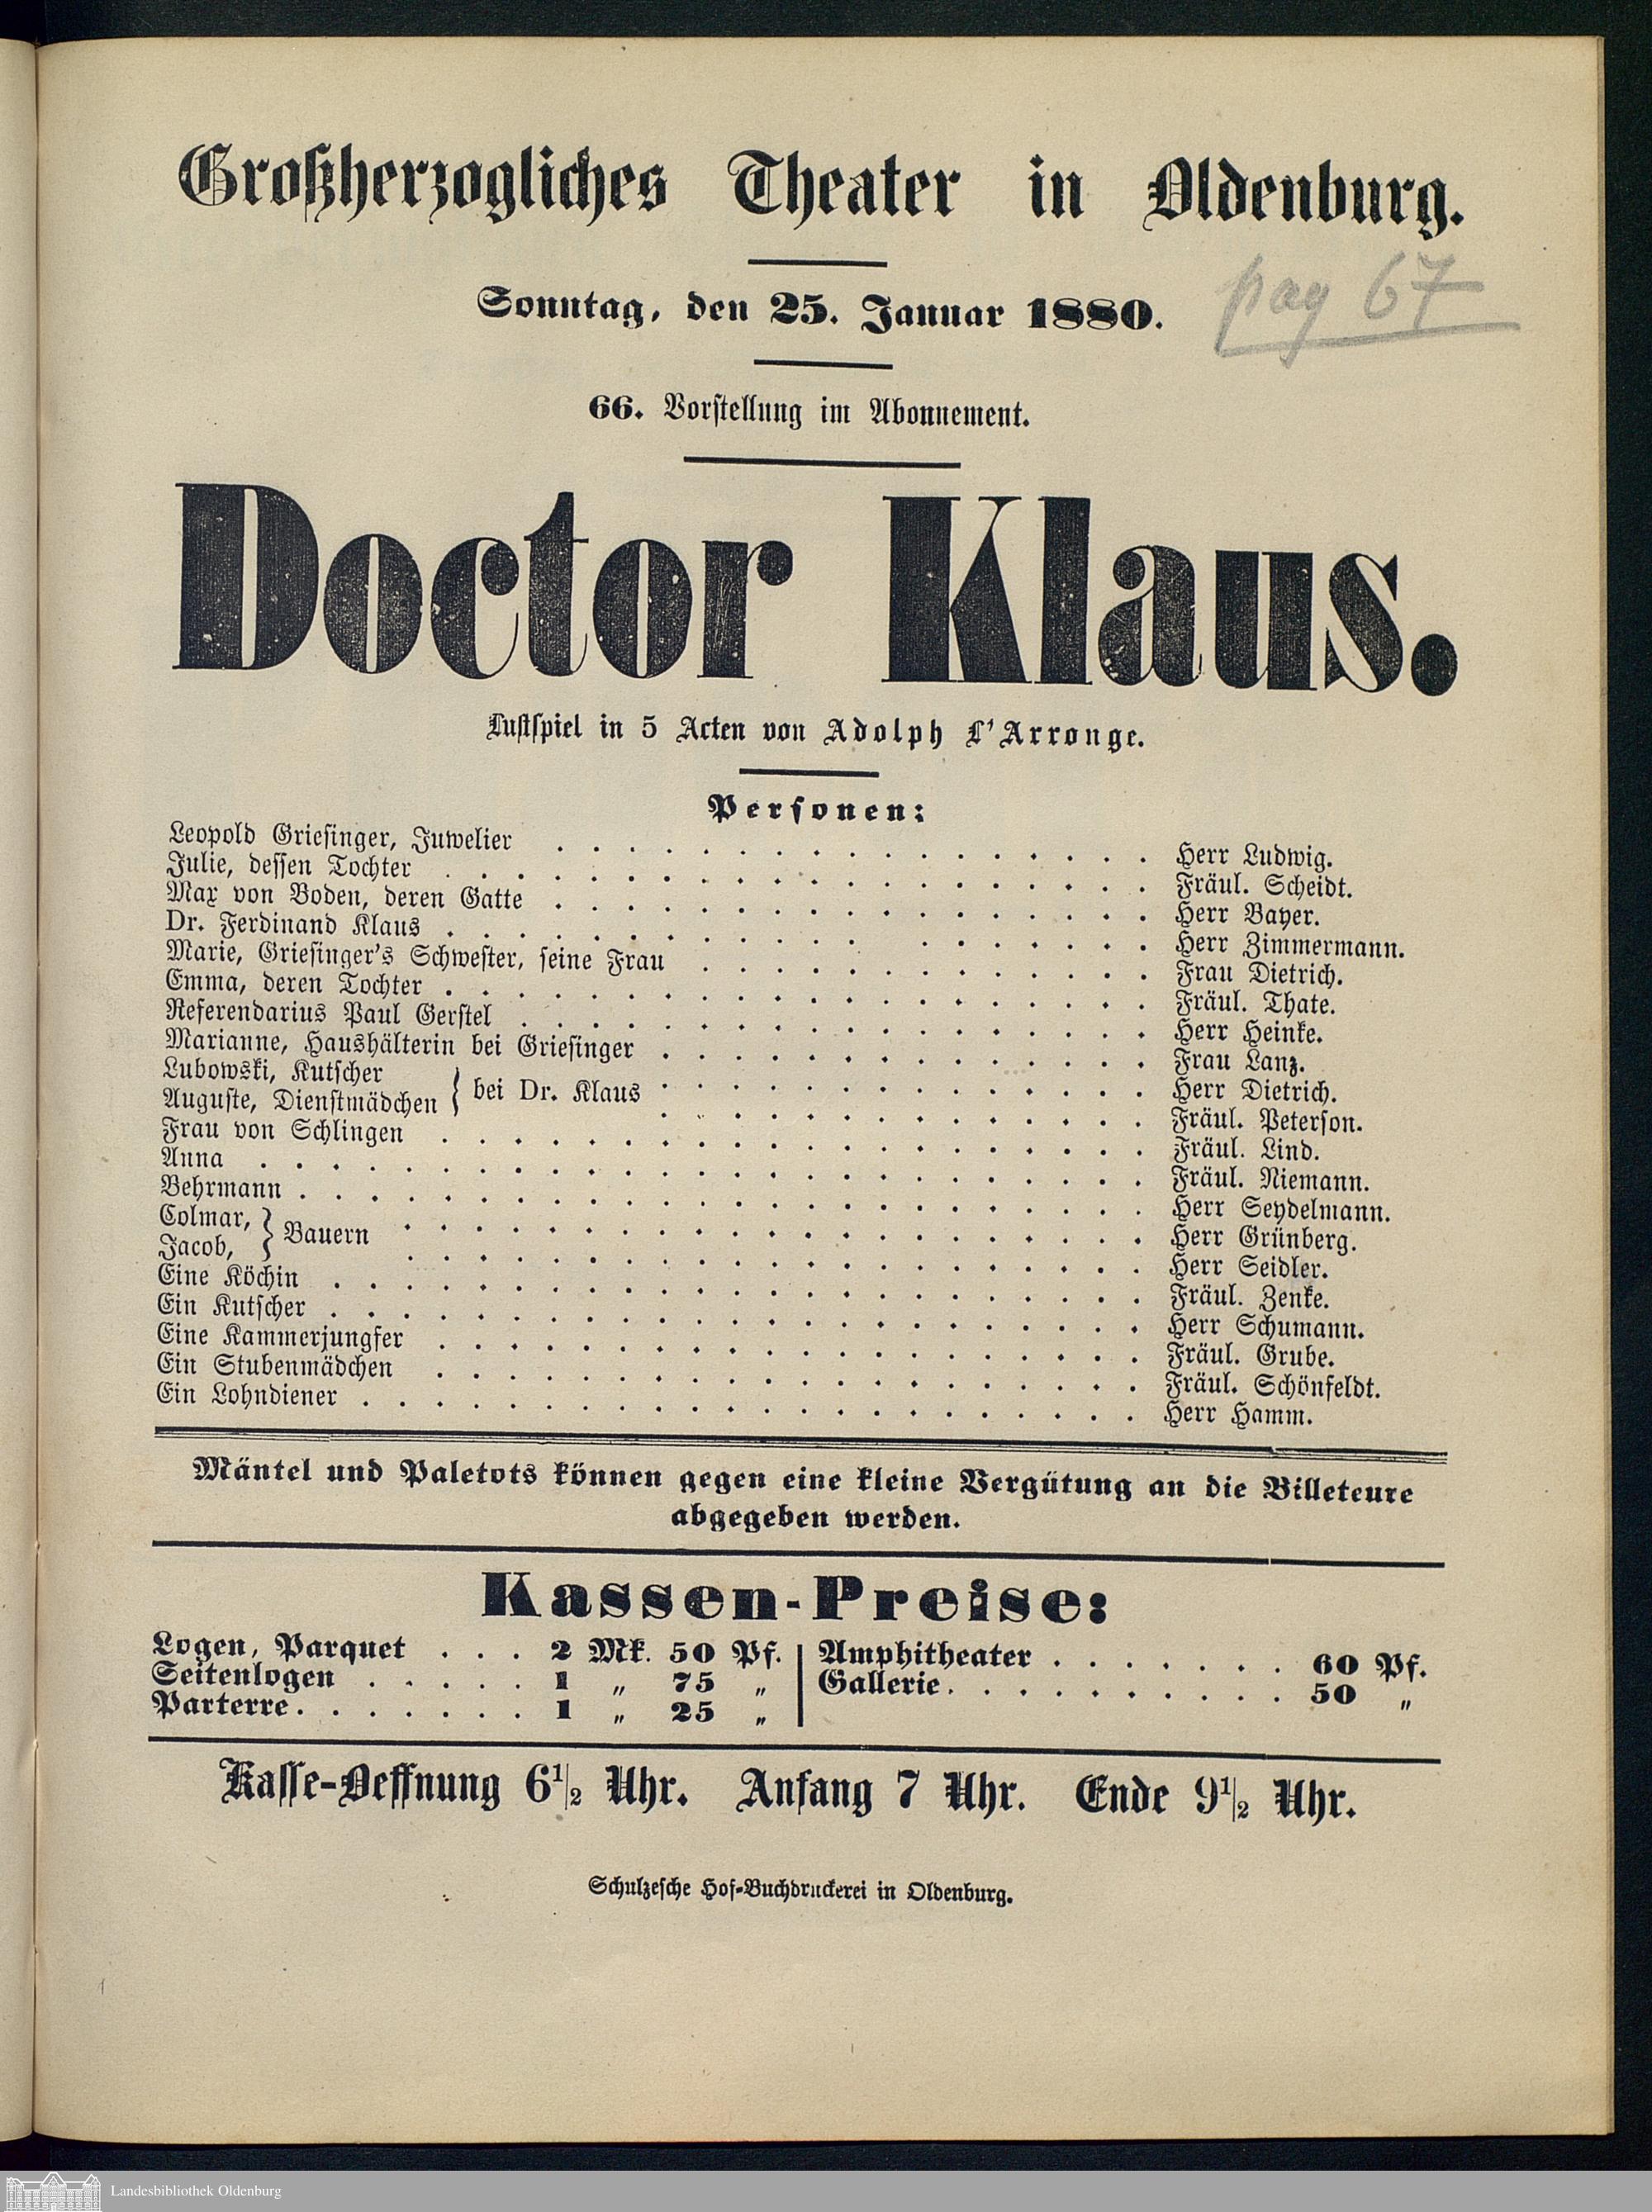 Großherzogliches Theater in Oldenburg.
Sonntag, den 25. Januar 1880.
pag 67
66. Vorstellung im Abonnement.
Doctor Klaus.
Lustspiel in 5 Acten von Adolph L'Arronge.
Personen:
Leopold Griesinger, Juwelier . . . . . . . . . . . . . . . . . Herr Ludwig.
Julie, dessen Tochter . . . . . . . . . . . . . . . . . . . . Fräul. Scheidt.
Max von Boden, deren Gatte . . . . . . . . . . . . . . . . . Herr Bayer.
Dr. Ferdinand Klaus . . . . . . . . . . . . . . . . . . . Herr Zimmermann.
Marie, Griesinger's Schwester, seine Frau . . . . . . . . . . . . . Frau Dietrich.
Emma, deren Tochter . . . . . . . . . . . . . . . . . . . . Fräul. Thate.
Referendarius Paul Gerstel . . . . . . . . . . . . . . . . . . Herr Heinke.
Marianne, Haushälterin bei Griesinger . . . . . . . . . . . . . . Frau Lanz.
Lubowski, Kutscher } bei Dr. Klaus . . . . . . . . . . . . . . Herr Dietrich.
Auguste, Dienstmädchen . . . . . . . . . . . . . . Fräul. Peterson.
Frau von Schlingen . . . . . . . . . . . . . . . . . . . . Fräul. Lind.
Anna . . . . . . . . . . . . . . . . . . . . . . . . . Fräul. Niemann.
Behrmann . . . . . . . . . . . . . . . . . . . . . . . . Herr Seydelmann.
Colmar, } Bauern . . . . . . . . . . . . . . . . . . . . . Herr Grünberg.
Jacob, . . . . . . . . . . . . . . . . . . . . . Herr Seidler.
Eine Köchin . . . . . . . . . . . . . . . . . . . . . . . Fräul. Zenke.
Ein Kutscher . . . . . . . . . . . . . . . . . . . . . . . Herr Schumann.
Eine Kammerjungfer . . . . . . . . . . . . . . . . . . . . Fräul. Grube.
Ein Stubenmädchen . . . . . . . . . . . . . . . . . . . . Fräul. Schönfeldt.
Ein Lohndiener . . . . . . . . . . . . . . . . . . . . . . Herr Hamm.
Mäntel und Paletots können gegen eine kleine Vergütung an die Billeteure
abgegeben werden.
Kassen-Preise:
Logen, Parquet . . . 2 Mk. 50 Pf.
Seitenlogen . . . . . 1 „ 75 „
Parterre . . . . . . . 1 „ 25 „
Amphitheater . . . . . . . 60 Pf.
Gallerie . . . . . . . . . . 50 „
Kasse-Oeffnung 6½ Uhr. Anfang 7 Uhr. Ende 9½ Uhr.
Schulzesche Hof-Buchdruckerei in Oldenburg.
Landesbibliothek Oldenburg